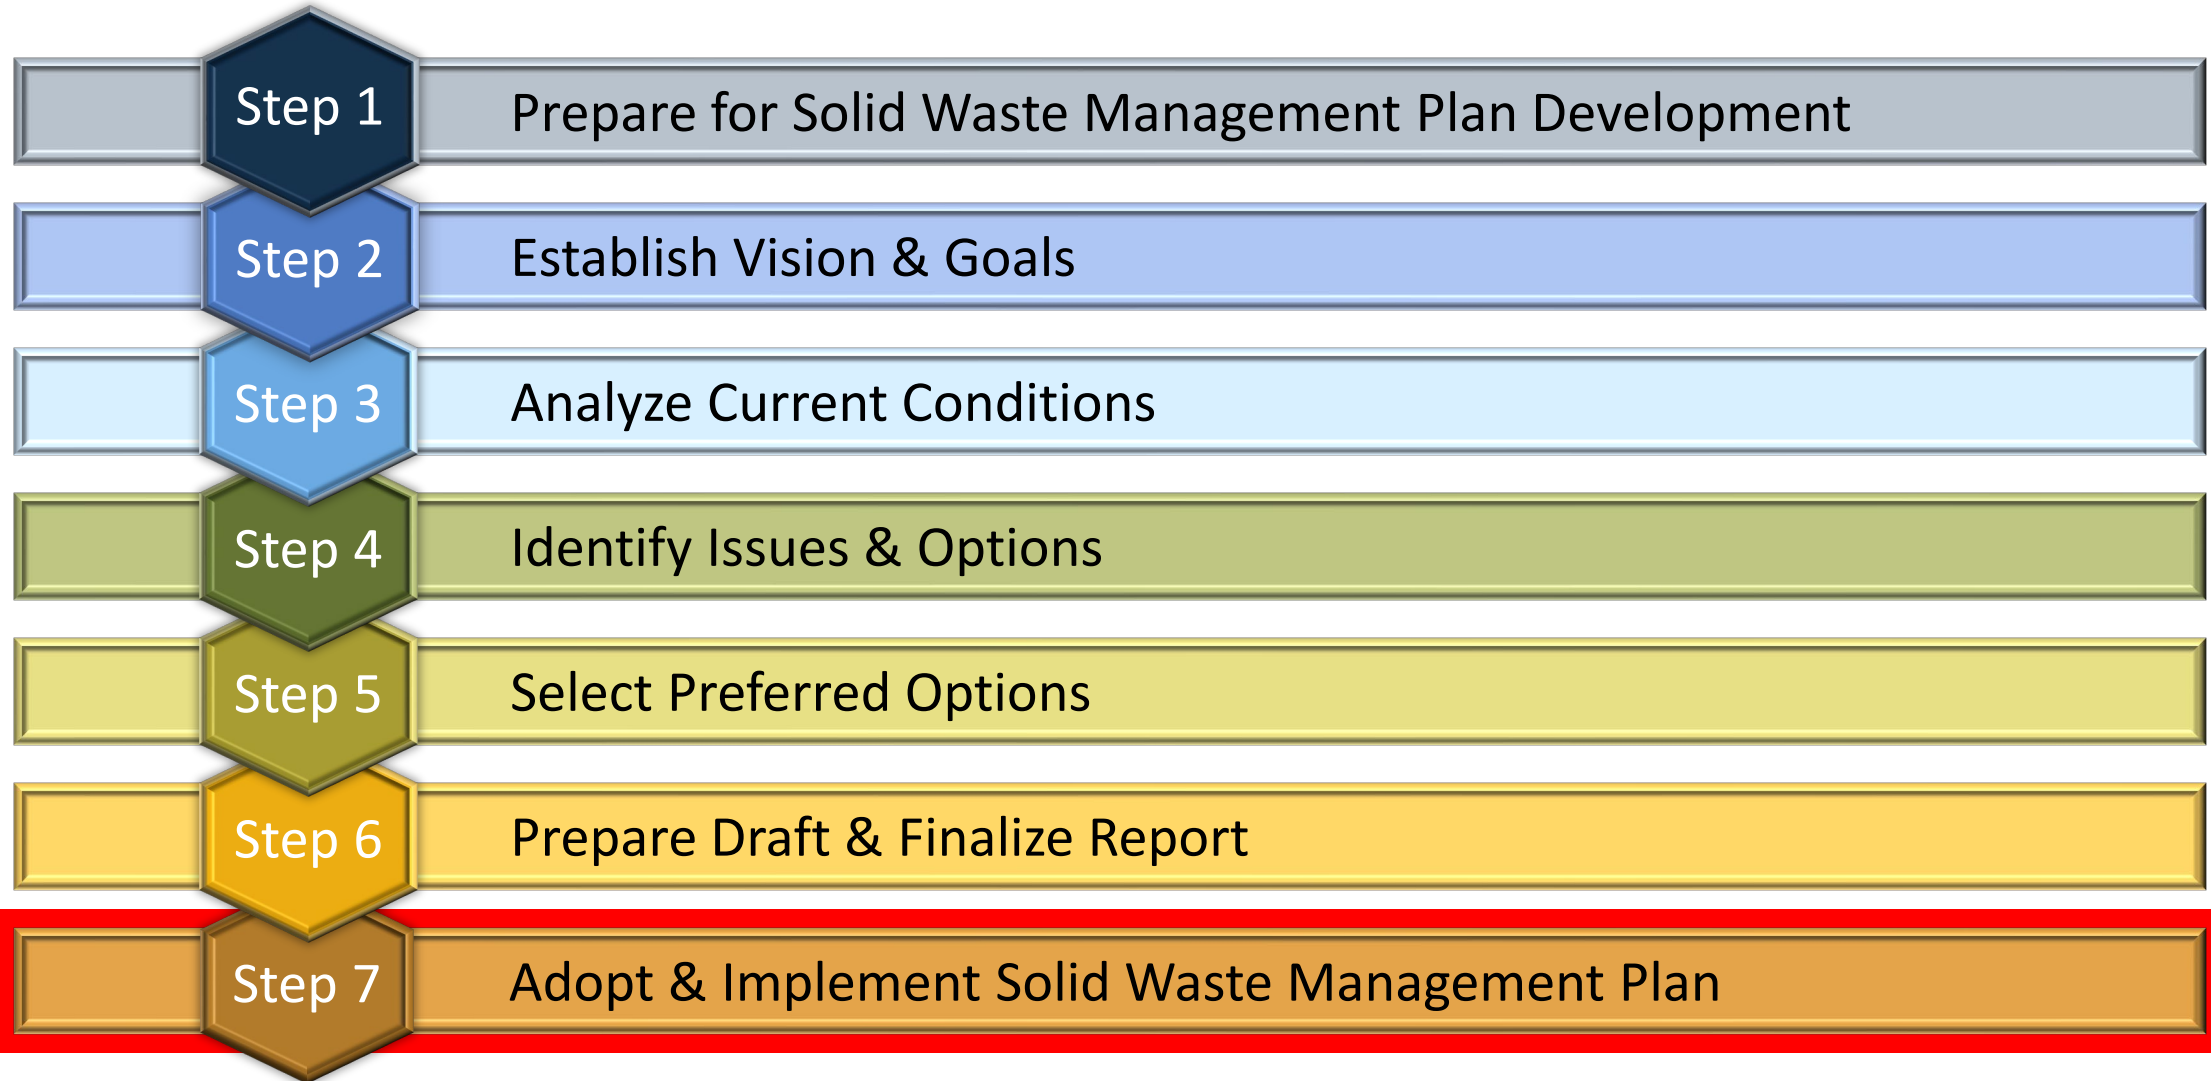 Step 1 Prepare for Solid Waste Management Plan Development
Step 2 Establish Vision & Goals
Step 3 Analyze Current Conditions
Step 4 Identify Issues & Options
Step 5 Select Preferred Options
Step 6 Prepare Draft & Finalize Report
Step 7 Adopt & Implement Solid Waste Management Plan